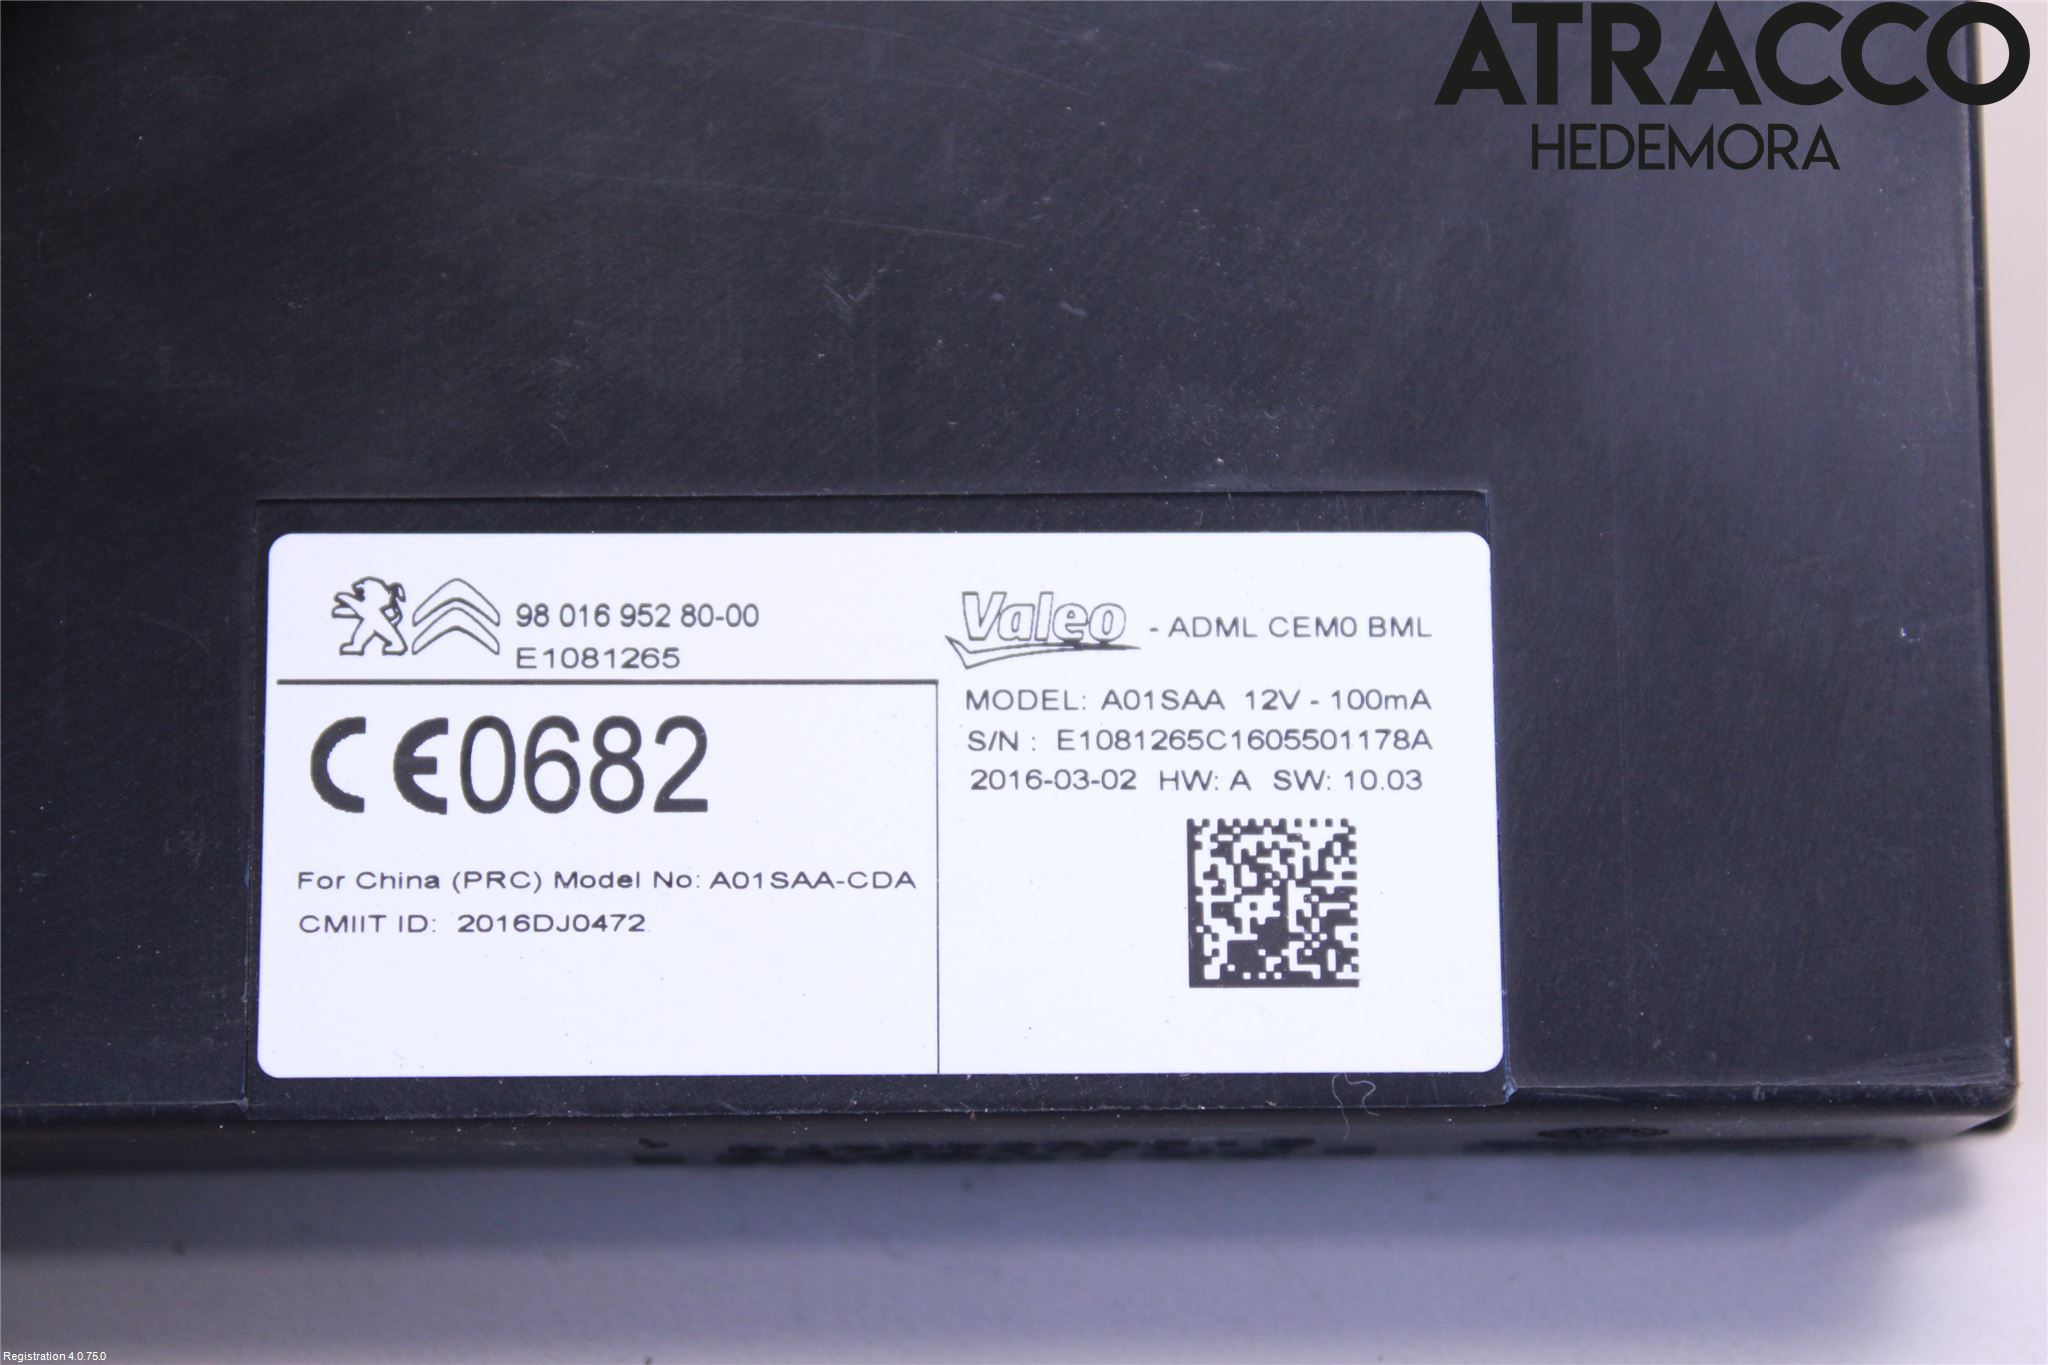 ATRACCO
HEDEMORA
98 016 952 80-00
E1081265
Valeo - ADML CEM0 BML
MODEL: A01SAA 12V - 100mA
S/N : E1081265C1605501178A
2016-03-02 HW: A SW: 10.03
CE0682
For China (PRC) Model No: A01SAA-CDA
CMIIT ID: 2016DJ0472
Registration 4.0.75.0